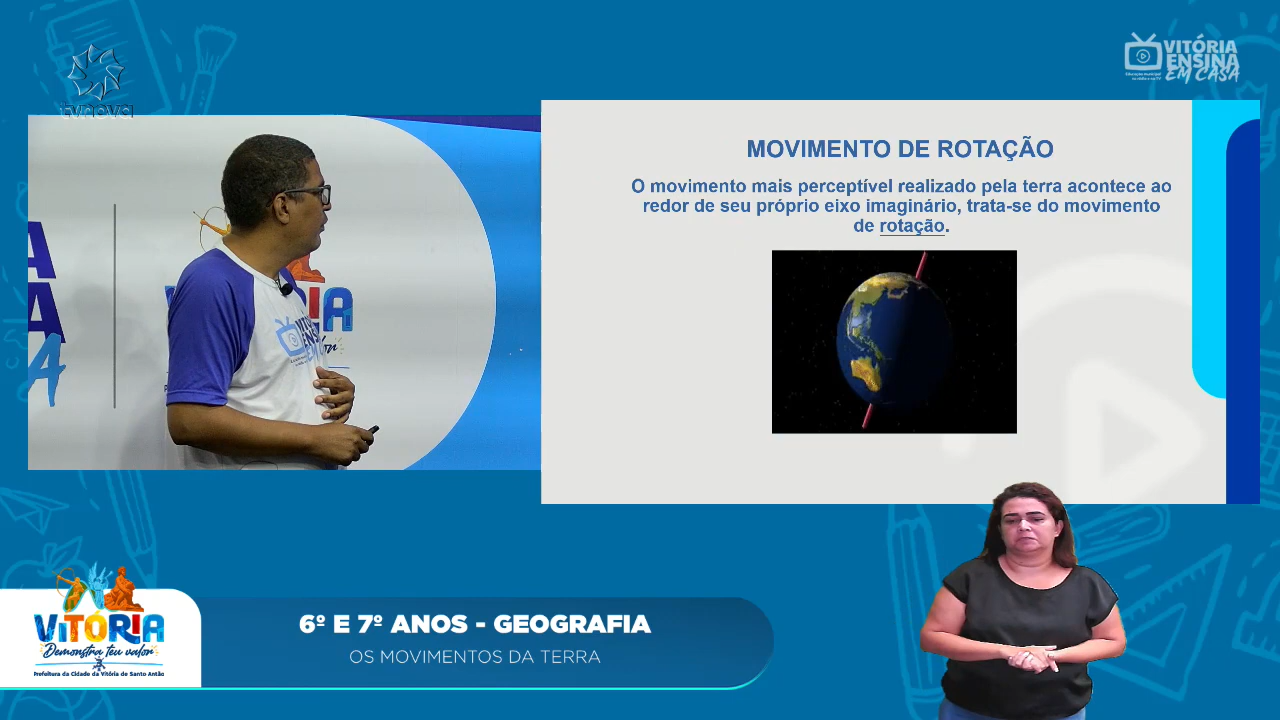 tvnova
VITÓRIA
ENSINA
EM CASA
MOVIMENTO DE ROTAÇÃO
O movimento mais perceptível realizado pela terra acontece ao
redor de seu próprio eixo imaginário, trata-se do movimento
de rotação.
6º E 7º ANOS - GEOGRAFIA
OS MOVIMENTOS DA TERRA
VITÓRIA
Demonstra teu valor
Prefeitura da Cidade da Vitória de Santo Antão